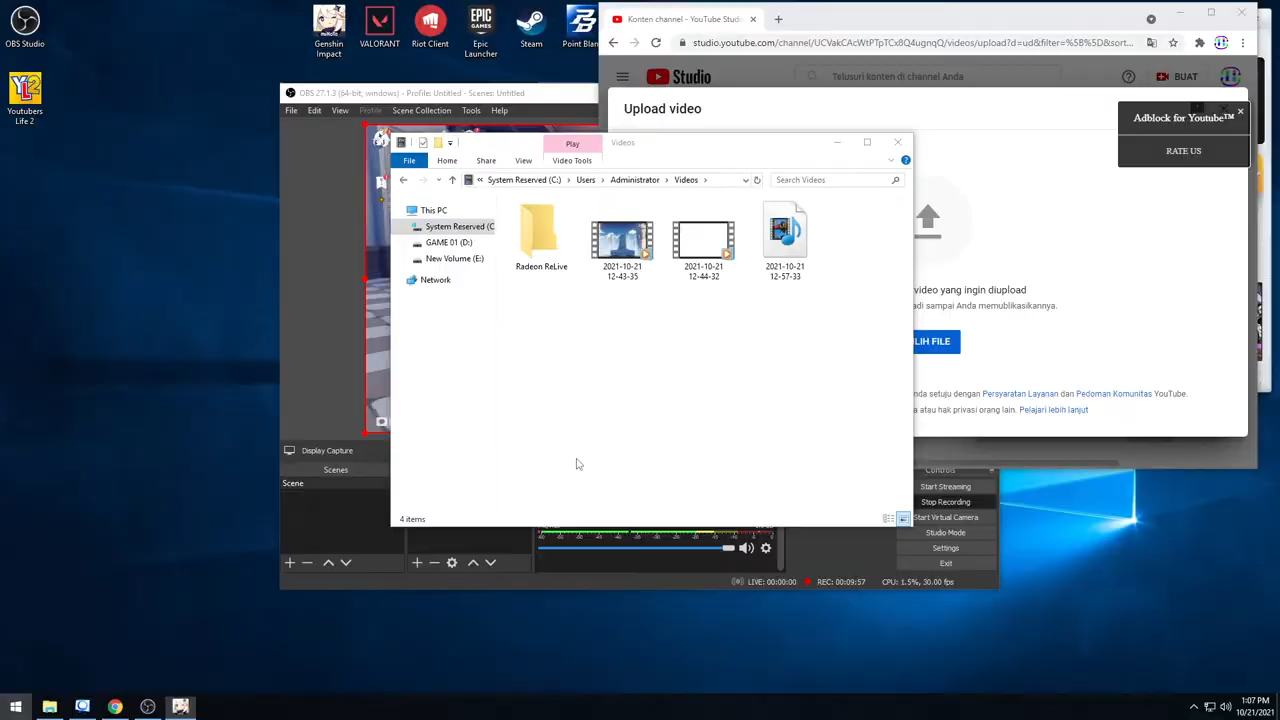 OBS Studio
Genshin
Impact
VALORANT
Riot Client
Epic
Launcher
Steam
Point Blan
Youtubers
Life 2
OBS 27.1.3 (64-bit, windows) - Profile: Untitled - Scenes: Untitled
File Edit View Profile Scene Collection Tools Help
Konten channel - YouTube Studi
studio.youtube.com/channel/UCVakCAcWtPTpTCx8Q4ugnqQ/videos/upload?d=ud&filter=%5B%5D&sort...
Studio
Telusuri konten di channel Anda
BUAT
Upload video
Adblock for Youtube™
RATE US
video yang ingin diupload
adi sampai Anda memublikasikannya.
LIH FILE
nda setuju dengan Persyaratan Layanan dan Pedoman Komunitas YouTube.
ta atau hak privasi orang lain. Pelajari lebih lanjut
Play
Videos
File Home Share View Video Tools
« System Reserved (C:) > Users > Administrator > Videos >
Search Videos
This PC
System Reserved (C
GAME 01 (D:)
New Volume (E:)
Network
Radeon ReLive
2021-10-21
12-43-35
2021-10-21
12-44-32
2021-10-21
12-57-33
4 items
Display Capture
Scenes
Scene
Controls
Start Streaming
Stop Recording
Start Virtual Camera
Studio Mode
Settings
Exit
LIVE: 00:00:00
REC: 00:09:57
CPU: 1.5%, 30.00 fps
1:07 PM
10/21/2021